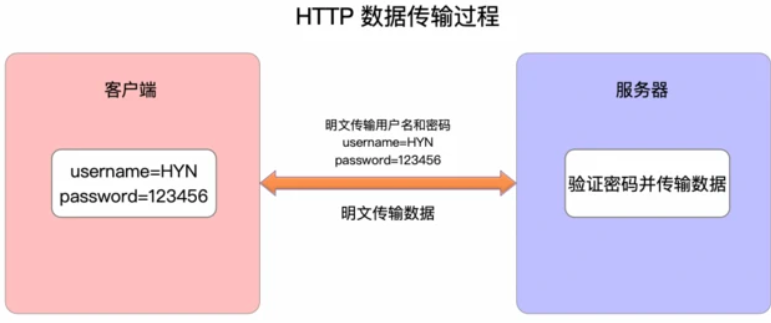 HTTP 数据传输过程
客户端
username=HYN
password=123456
明文传输用户名和密码
username=HYN
password=123456
明文传输数据
服务器
验证密码并传输数据